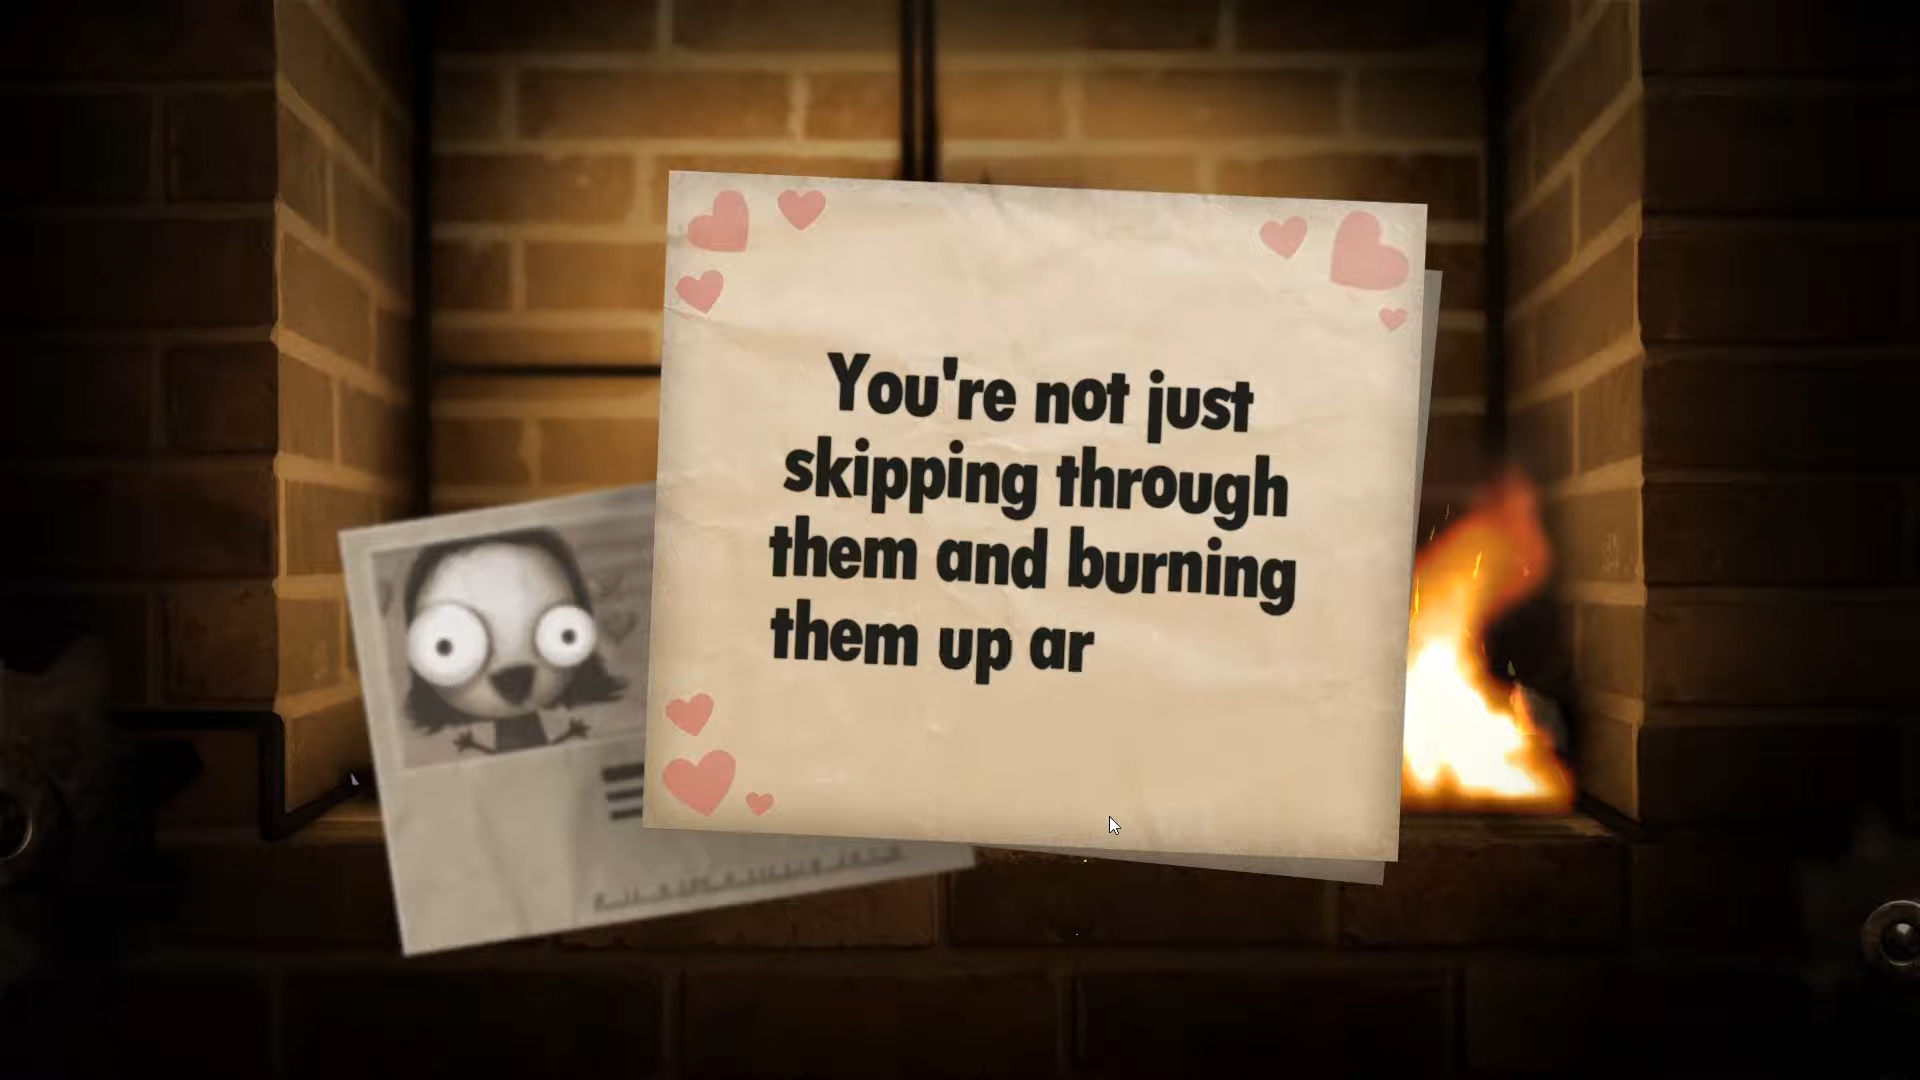 You're not just
skipping through
them and burning
them up ar